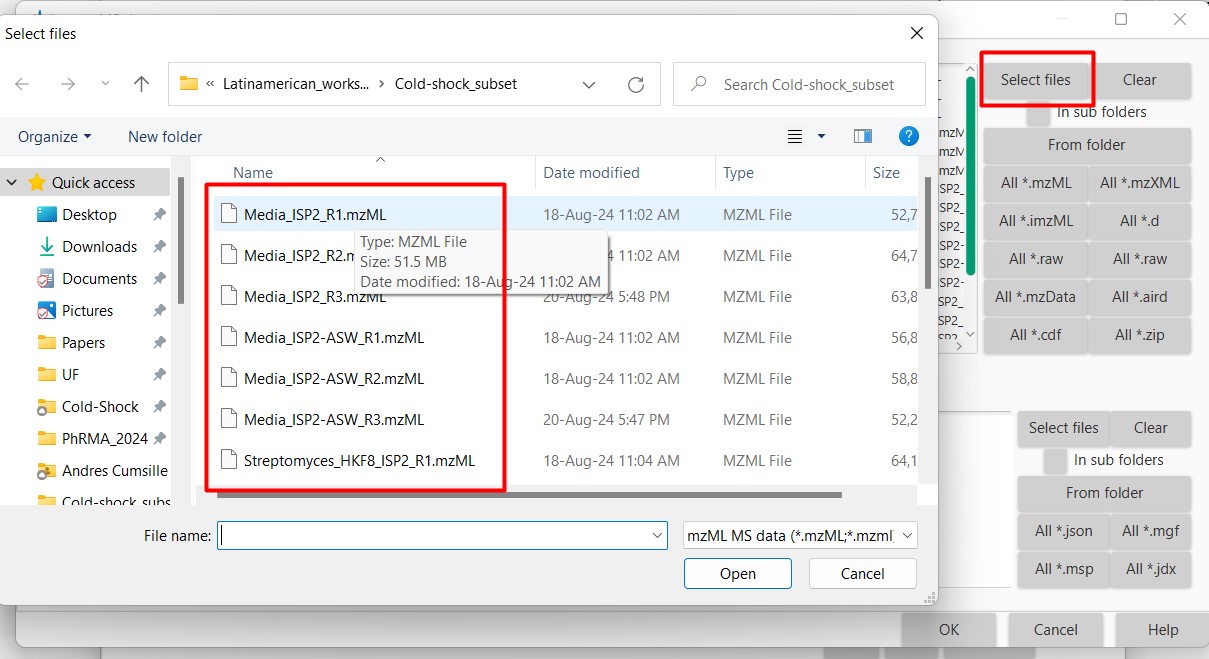 Select files
« Latinamerican_works... › Cold-shock_subset
Search Cold-shock_subset
Organize
New folder
Name
Date modified
Type
Size
Quick access
Desktop
Downloads
Documents
Pictures
Papers
UF
Cold-Shock
PhRMA_2024
Andres Cumsille
Media_ISP2_R1.mzML 18-Aug-24 11:02 AM MZML File 52,7
Media_ISP2_R2.m 11:02 AM MZML File 64,7
Media_ISP2_R3.mzML 20-Aug-24 5:48 PM MZML File 63,8
Media_ISP2-ASW_R1.mzML 18-Aug-24 11:02 AM MZML File 56,8
Media_ISP2-ASW_R2.mzML 18-Aug-24 11:02 AM MZML File 58,8
Media_ISP2-ASW_R3.mzML 20-Aug-24 5:47 PM MZML File 52,2
Streptomyces_HKF8_ISP2_R1.mzML 18-Aug-24 11:04 AM MZML File 64,1
Type: MZML File
Size: 51.5 MB
Date modified: 18-Aug-24 11:02 AM
File name:
mzML MS data (*.mzML;*.mzml
Open
Cancel
Select files
Clear
In sub folders
From folder
All *.mzML
All *.mzXML
All *.imzML
All *.d
All *.raw
All *.raw
All *.mzData
All *.aird
All *.cdf
All *.zip
Select files
Clear
In sub folders
From folder
All *.json
All *.mgf
All *.msp
All *.jdx
OK
Cancel
Help